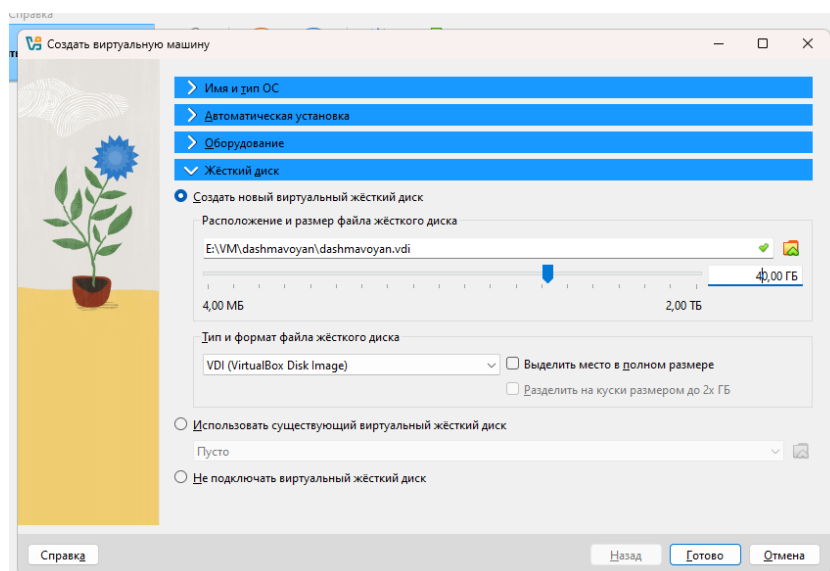 Справка
Создать виртуальную машину
Имя и тип ОС
Автоматическая установка
Оборудование
Жёсткий диск
Создать новый виртуальный жёсткий диск
Расположение и размер файла жёсткого диска
E:\VM\dashmavoyan\dashmavoyan.vdi
40,00 ГБ
4,00 МБ 2,00 ТБ
Тип и формат файла жёсткого диска
VDI (VirtualBox Disk Image) Выделить место в полном размере
Разделить на куски размером до 2х ГБ
Использовать существующий виртуальный жёсткий диск
Пусто
Не подключать виртуальный жёсткий диск
Справка Назад Готово Отмена